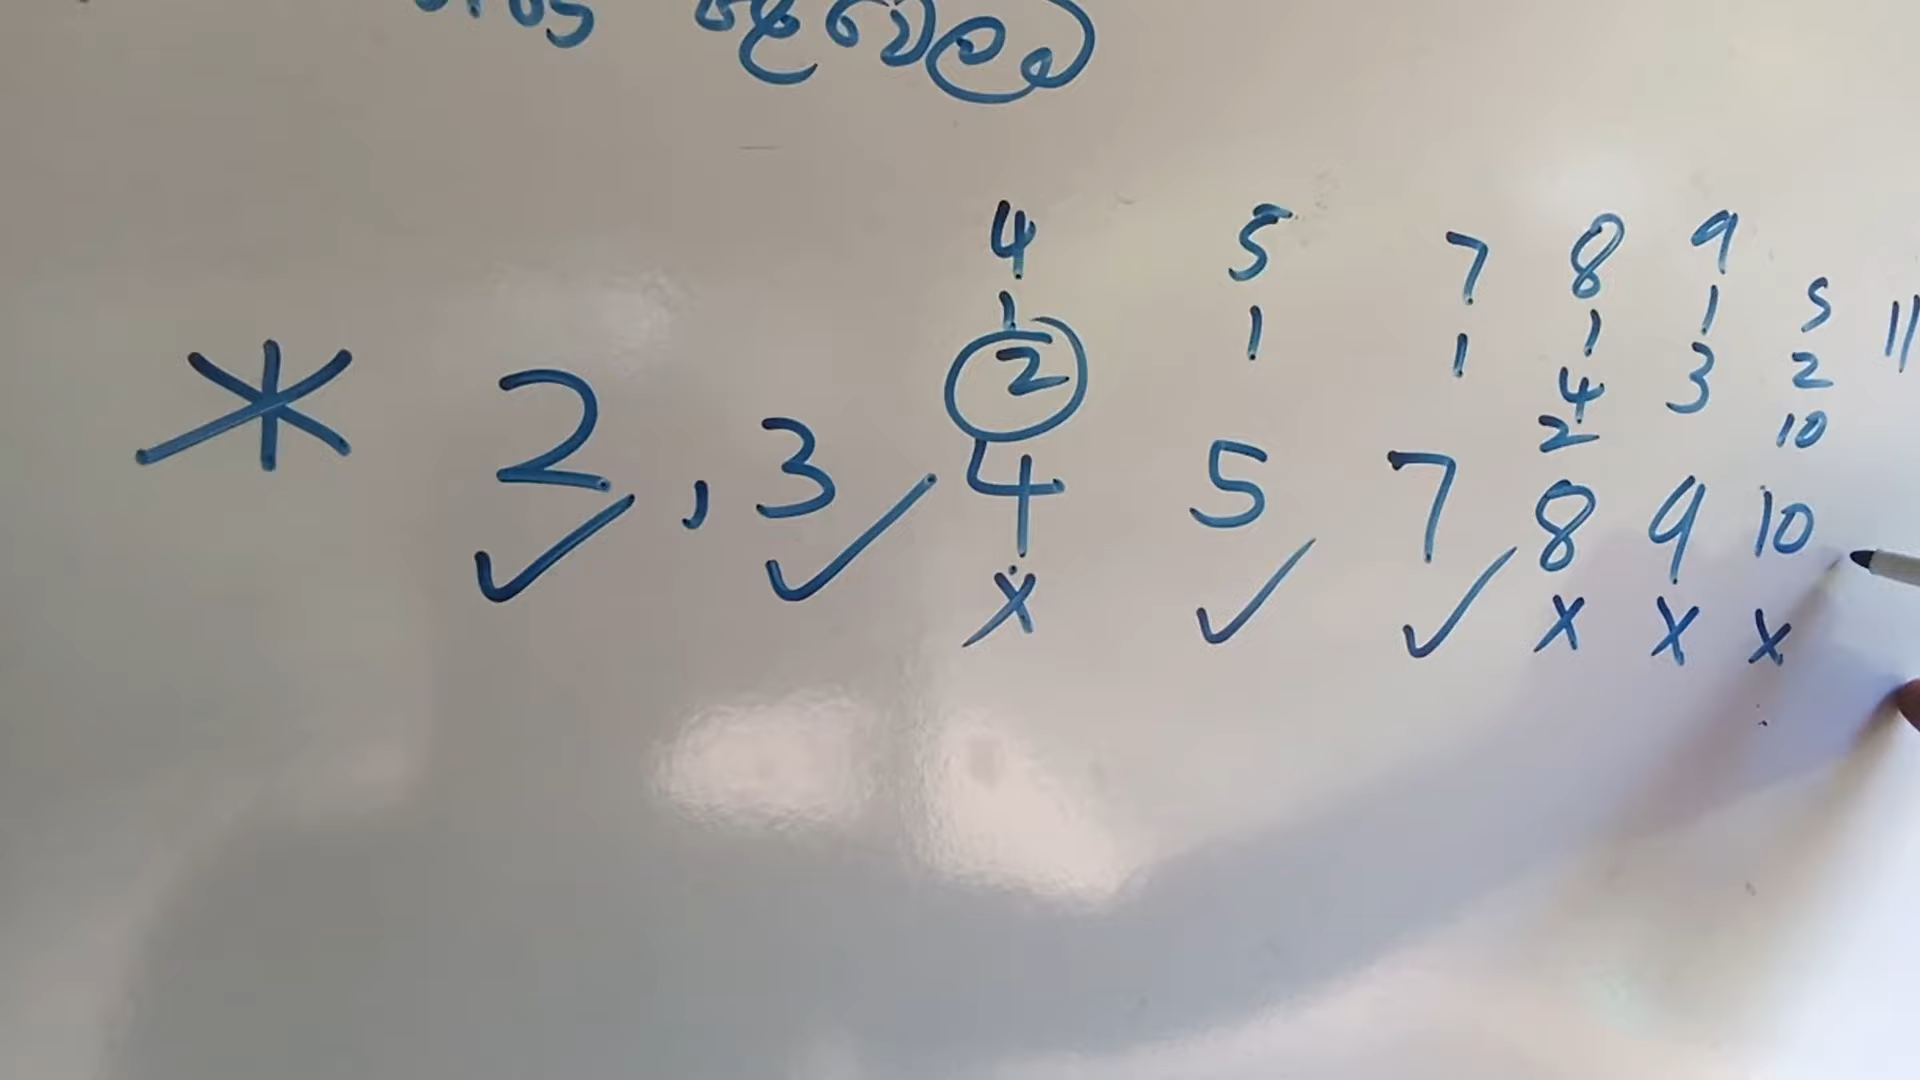 4 5 7 8 9
1 1 1 1 1 5 11
2 4 3 2
2 10
* 2, 3 4 5 7 8 9 10
✓ ✓ x ✓ ✓ x x x